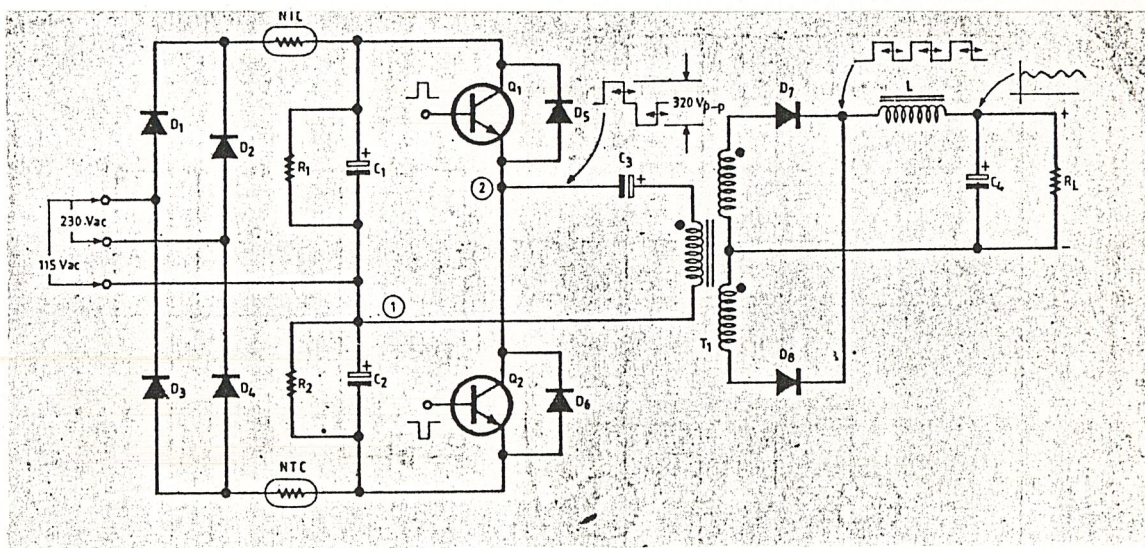 NTC
Q1
D5
320 Vp-p
D7
L
D1
D2
R1
+
C1
2
C3
+
+
C4
+
RL
-
230 Vac
115 Vac
1
T1
D8
D3
D4
R2
+
C2
Q2
D6
NTC